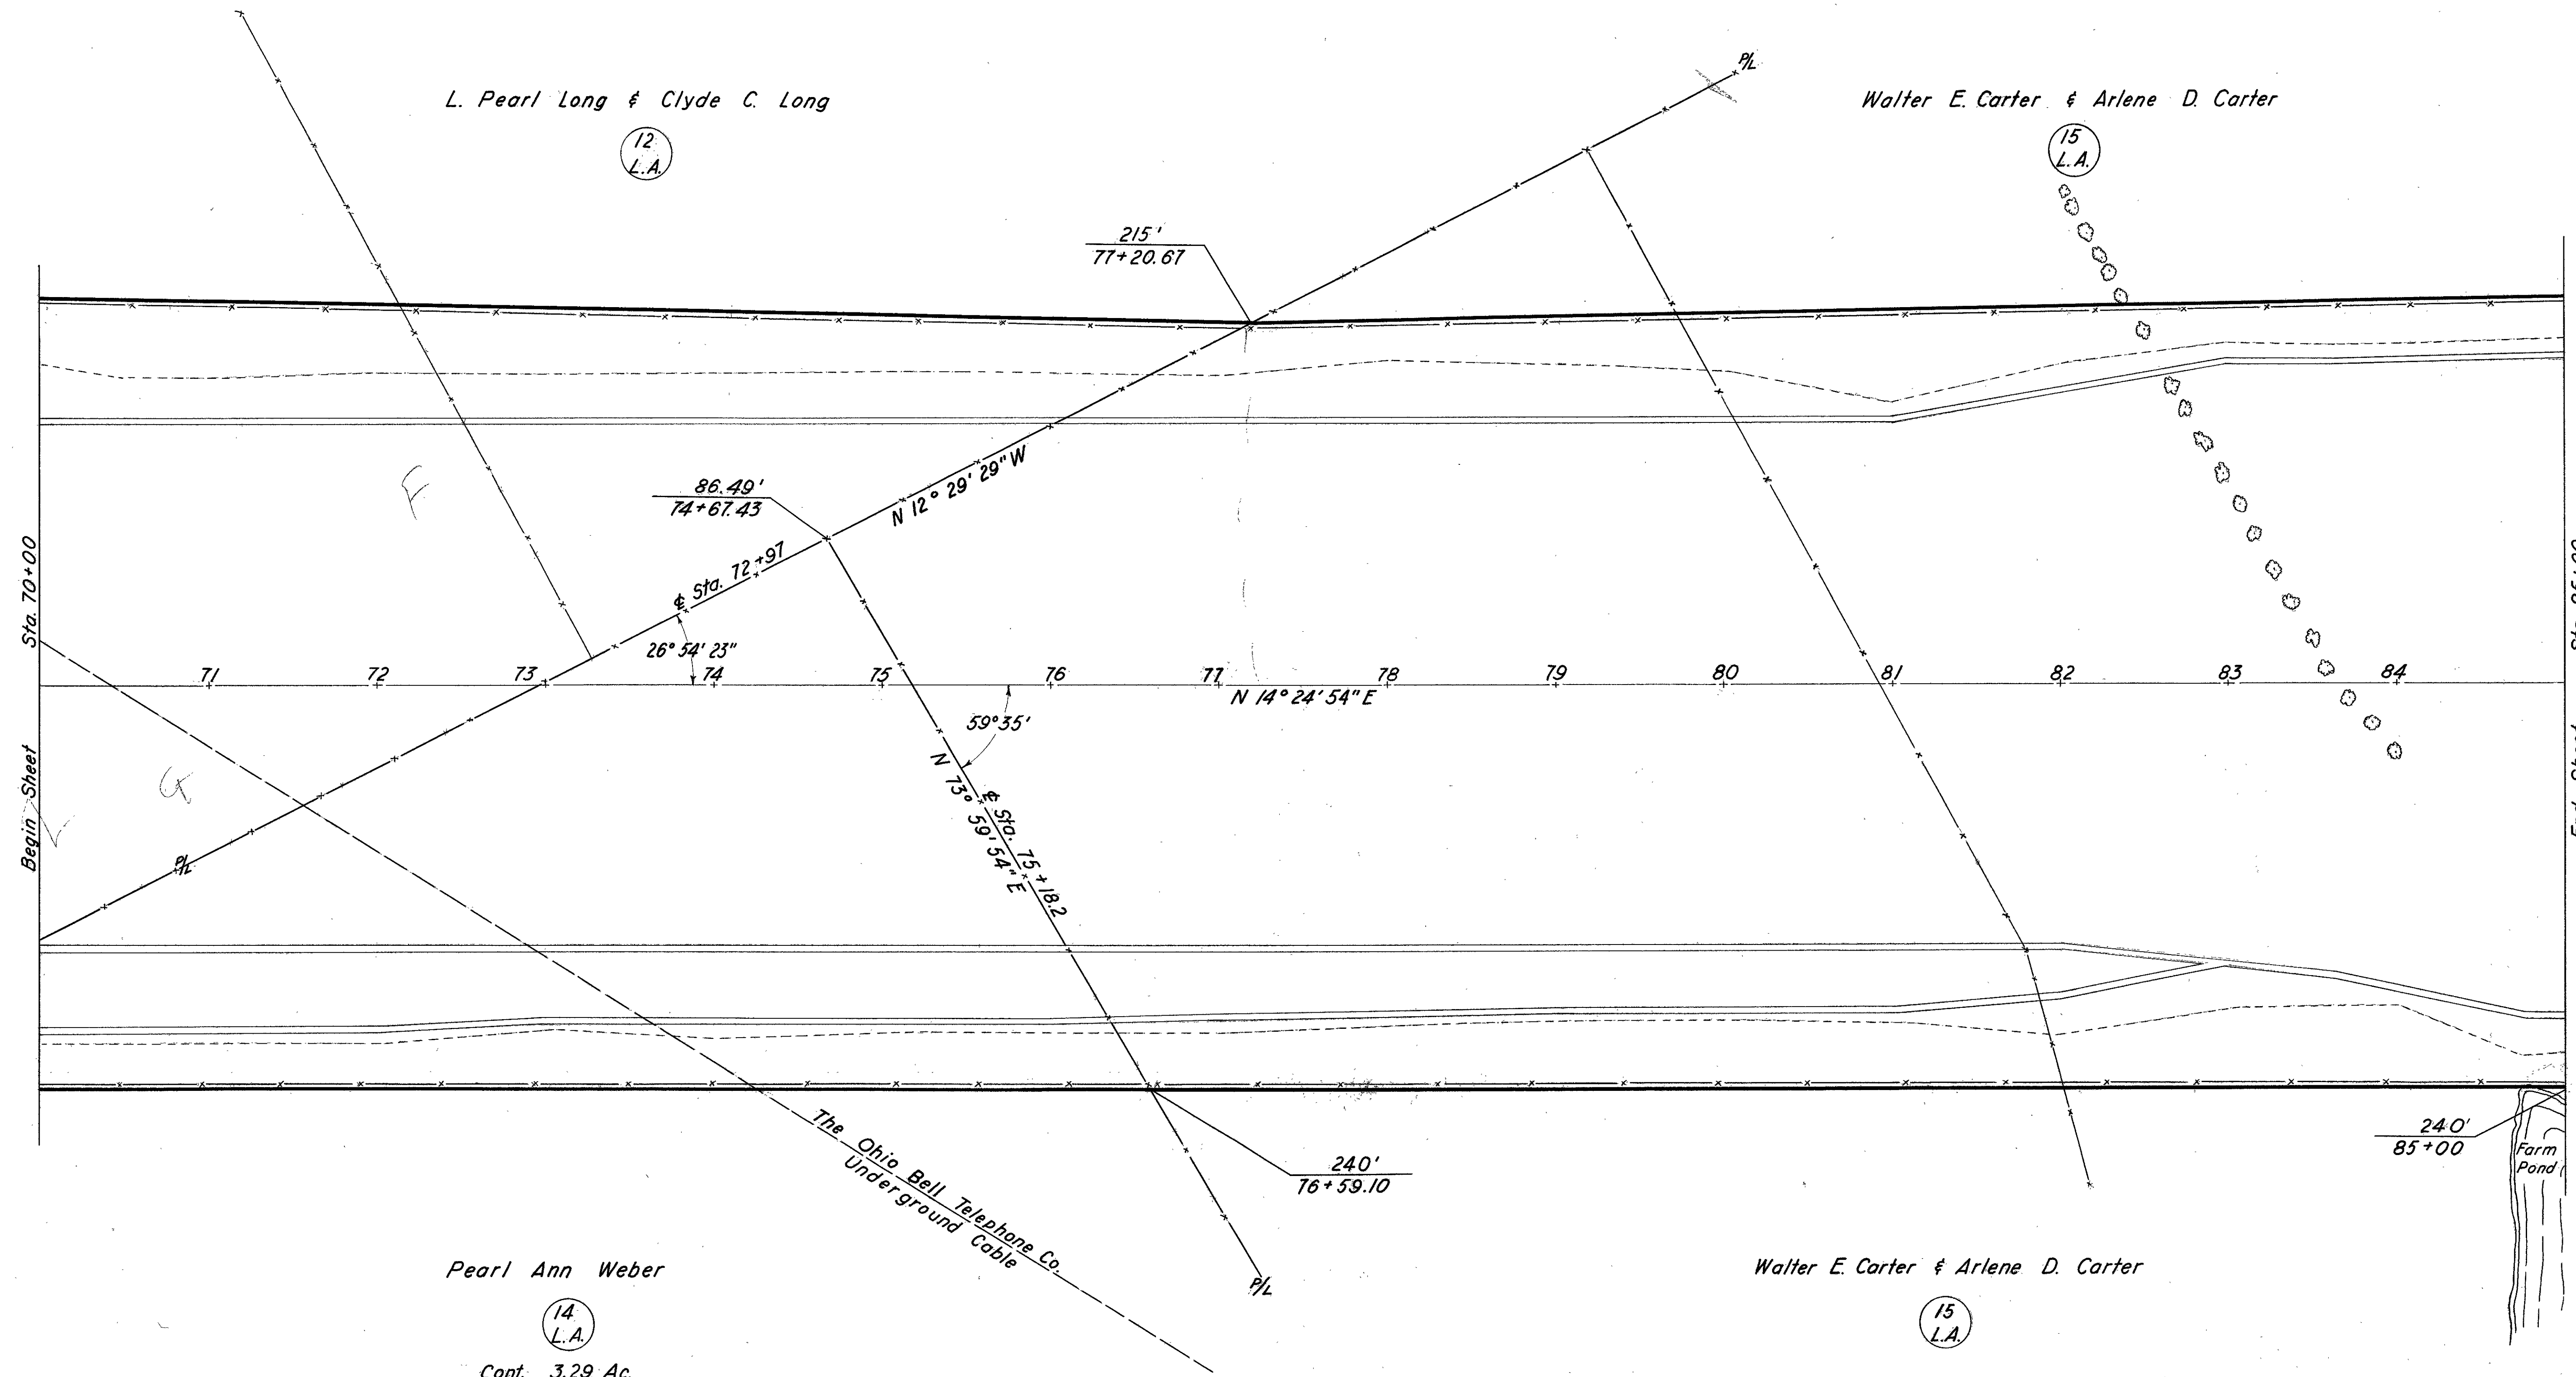 L. Pearl Long & Clyde C. Long
12
L.A.
P/L
Walter E. Carter & Arlene D. Carter
15
L.A.
215'
77+20.67
86.49'
74+67.43
N 12° 29' 29" W
℄ Sta. 72+97
26° 54' 23"
Begin Sheet Sta. 70+00
71 72 73 74 75 76 77 78 79 80 81 82 83 84
N 14° 24' 54" E
59° 35'
℄ Sta. 75+18.2
N 73° 59' 54" E
F
G
P/L
The Ohio Bell Telephone Co.
Underground Cable
240'
76+59.10
240'
85+00
Farm
Pond
P/L
Pearl Ann Weber
14
L.A.
Cont. 3.29 Ac.
Walter E. Carter & Arlene D. Carter
15
L.A.